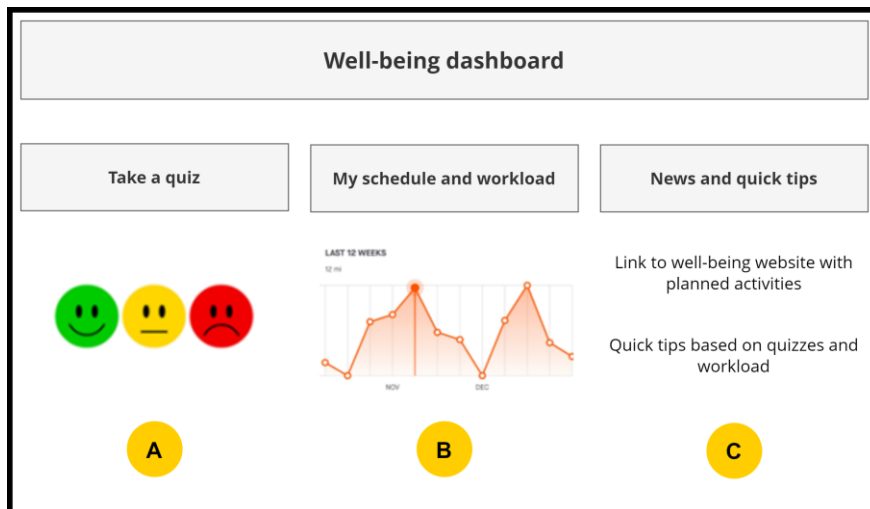 Well-being dashboard
Take a quiz
My schedule and workload
News and quick tips
LAST 12 WEEKS
12 mi
NOV
DEC
Link to well-being website with
planned activities
Quick tips based on quizzes and
workload
A
B
C